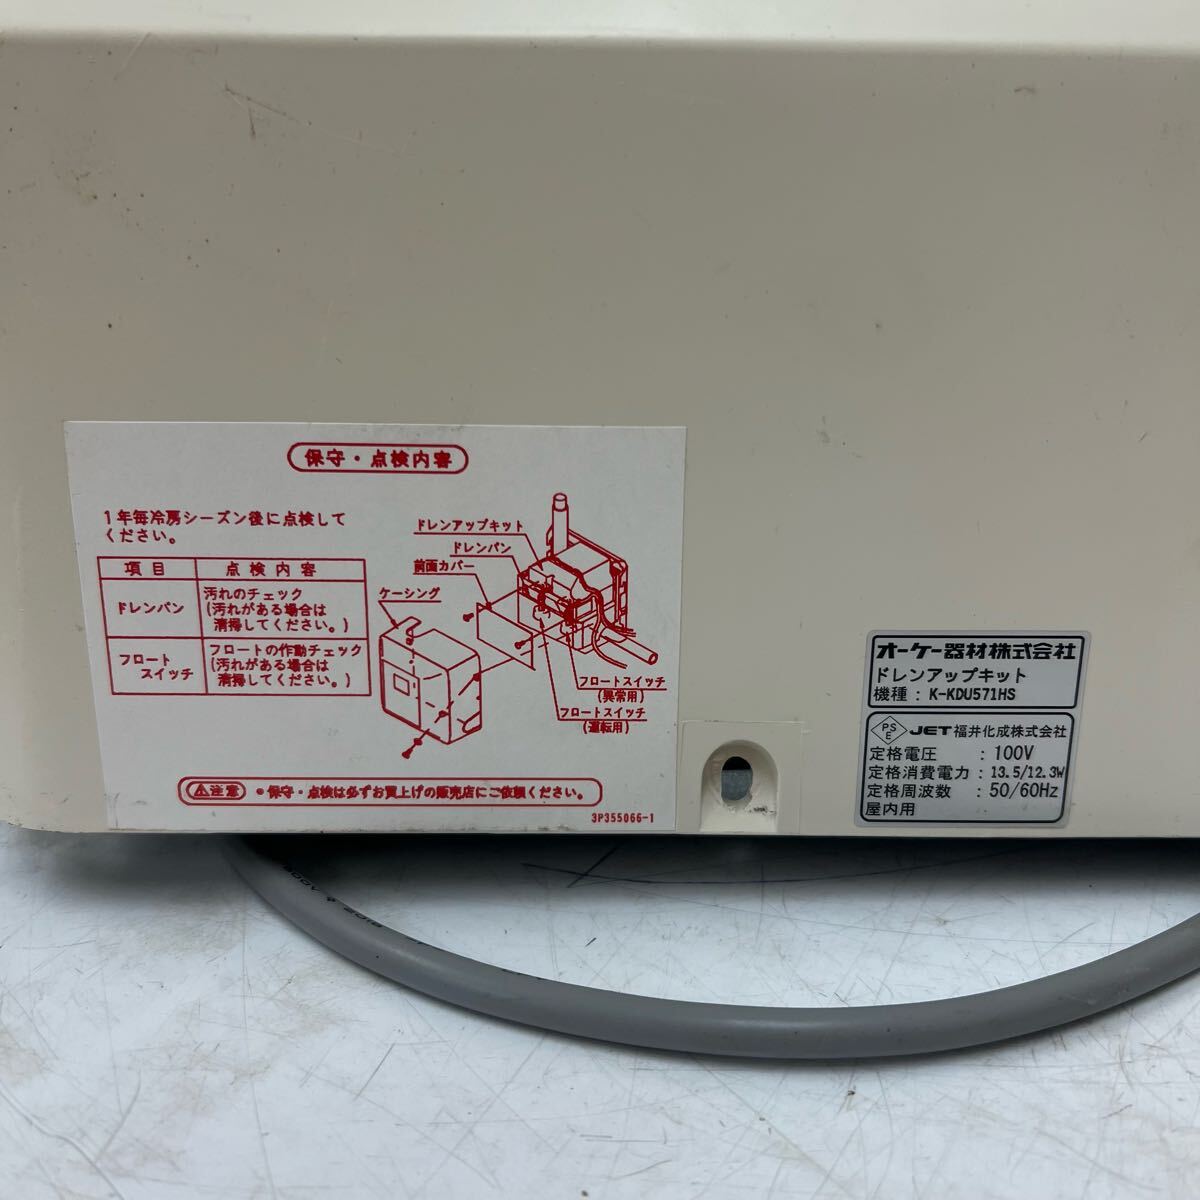 保守・点検内容
1年毎冷房シーズン後に点検して
ください。
項目 点検内容
ドレンパン
汚れのチェック
(汚れがある場合は
清掃してください。)
フロート
スイッチ
フロートの作動チェック
(汚れがある場合は
清掃してください。)
ドレンアップキット
ドレンパン
前面カバー
ケーシング
フロートスイッチ
(異常用)
フロートスイッチ
(運転用)
注意 ※保守・点検は必ずお買上げの販売店にご依頼ください。
3P355066-1
オーケー器材株式会社
ドレンアップキット
機種：K-KDU571HS
PSE JET 福井化成株式会社
定格電圧 : 100V
定格消費電力 : 13.5/12.3W
定格周波数 : 50/60Hz
屋内用